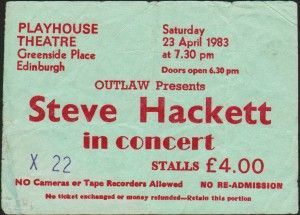 PLAYHOUSE
THEATRE
Greenside Place
Edinburgh
Saturday
23 April 1983
at 7.30 pm
Doors open 6.30 pm
OUTLAW Presents
Steve Hackett
in concert
X 22
STALLS £4.00
NO Cameras or Tape Recorders Allowed NO RE-ADMISSION
No ticket exchanged or money refunded—Retain this portion